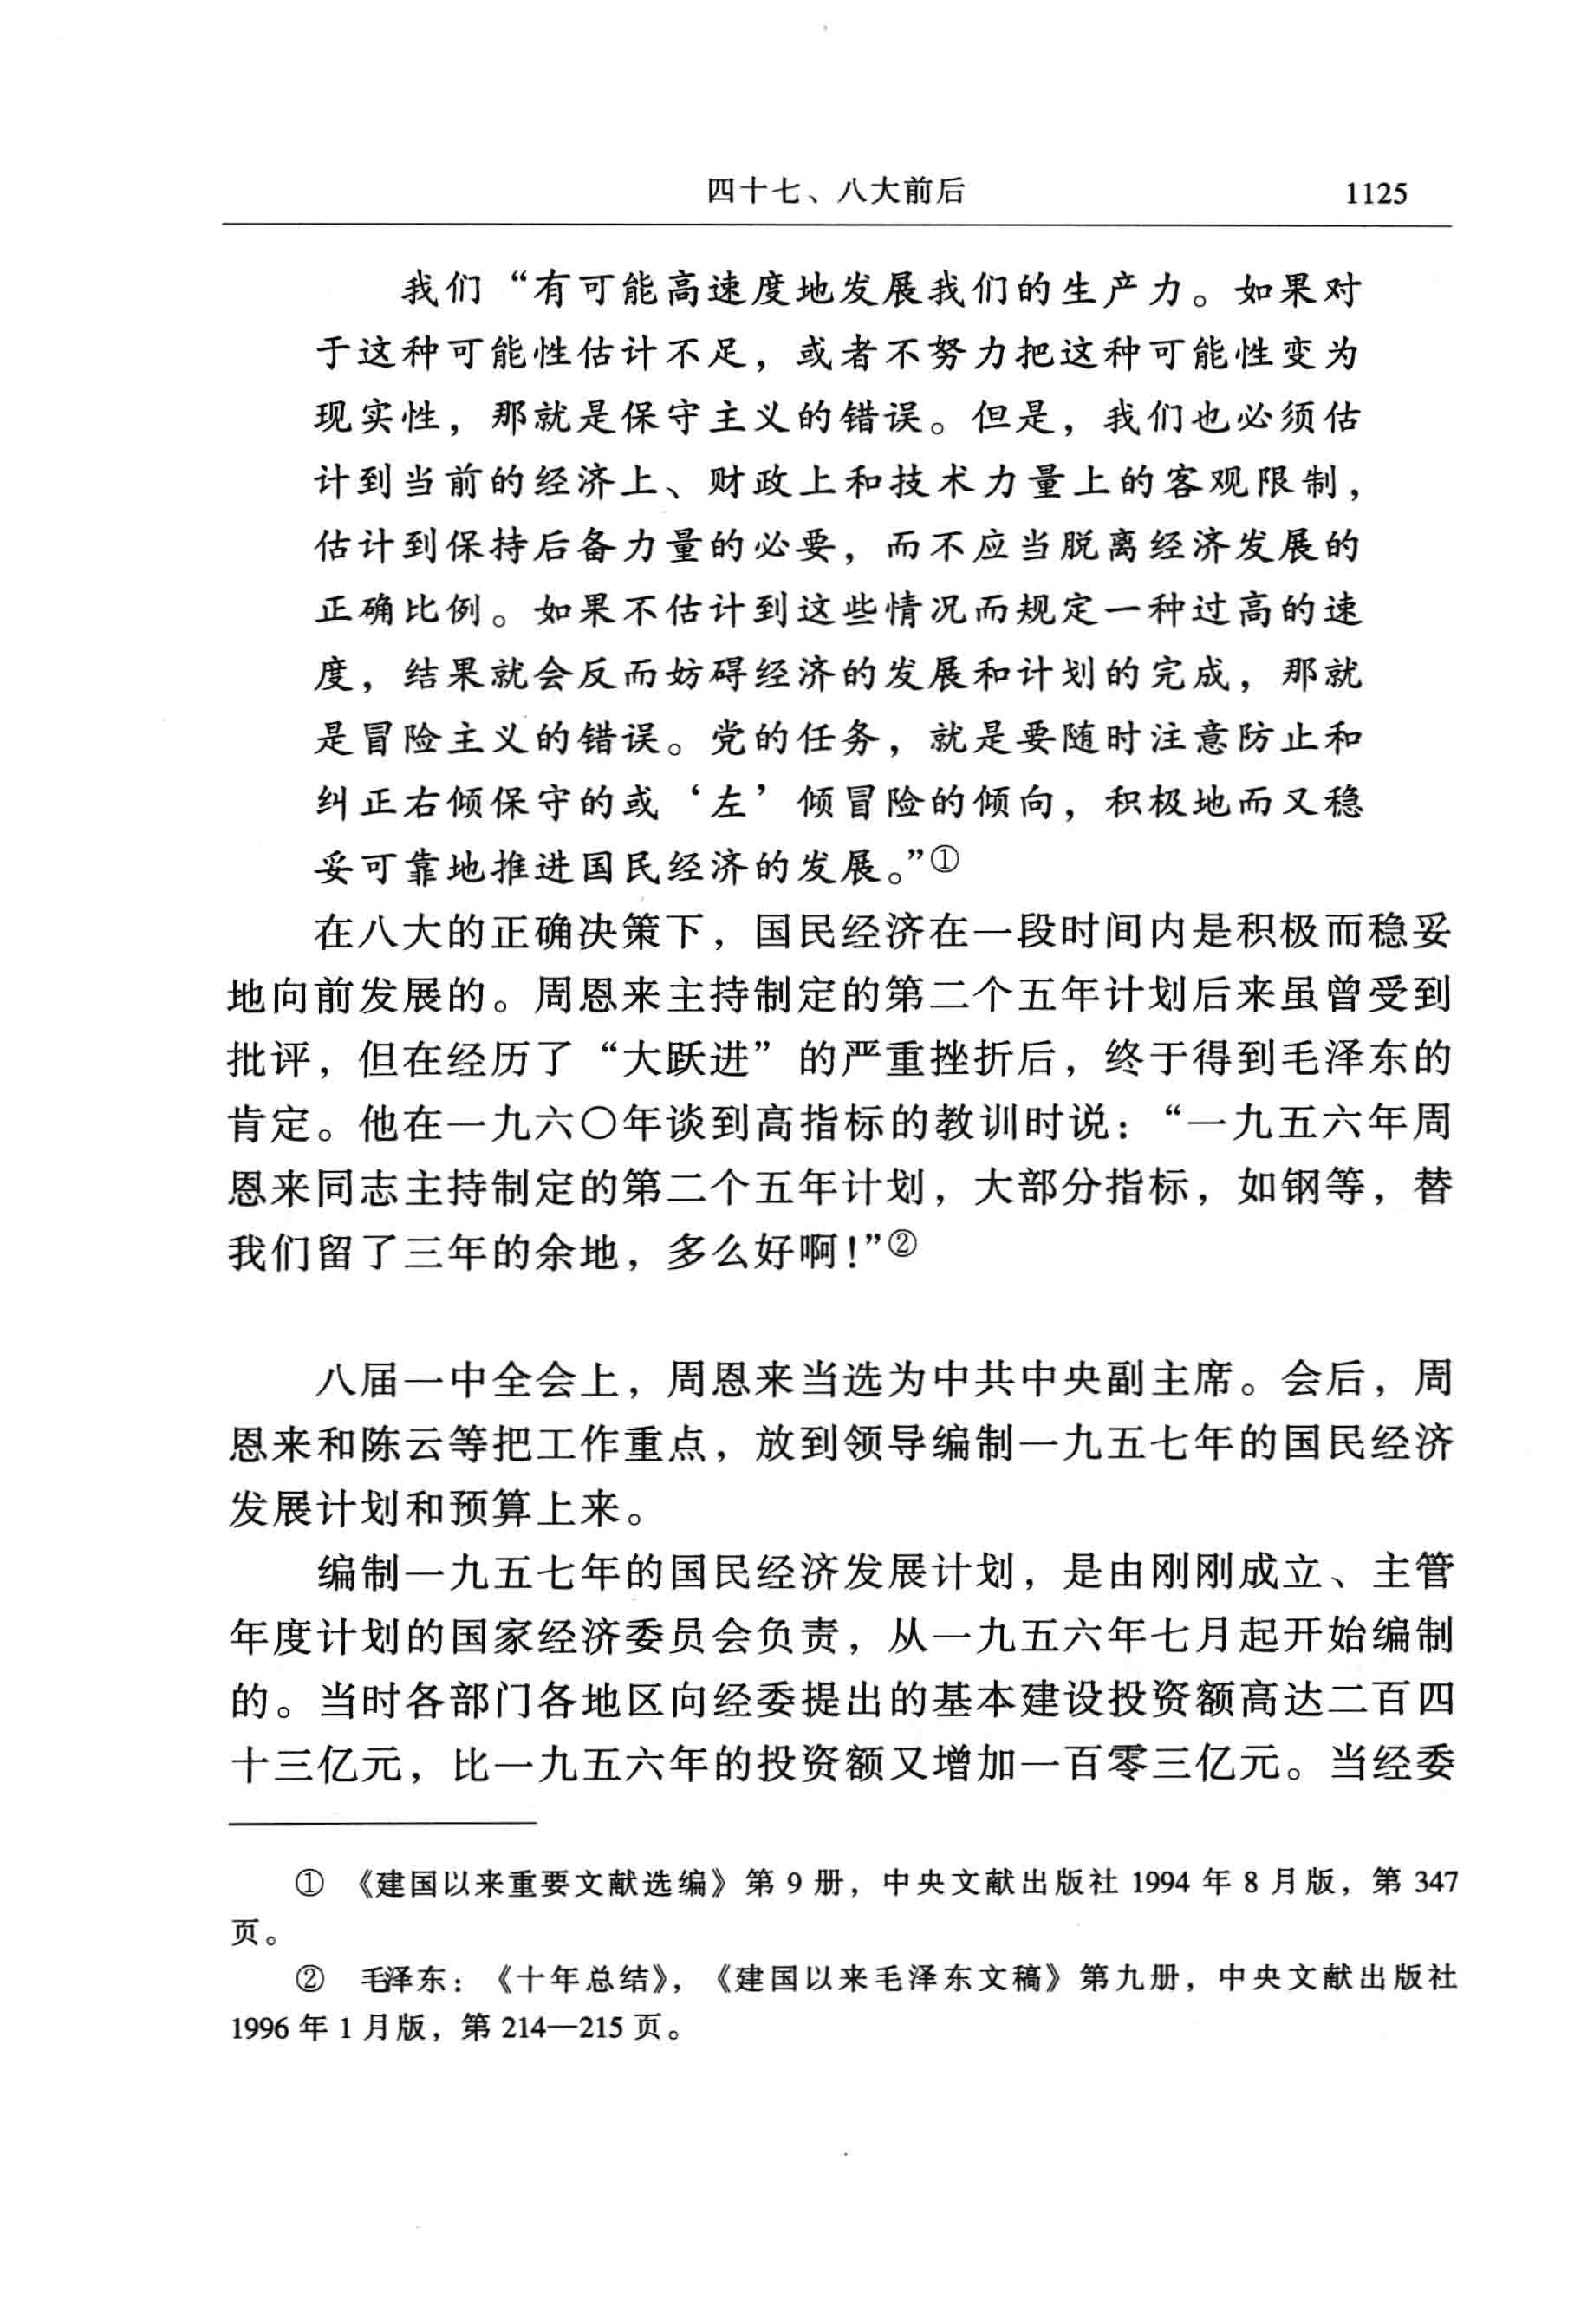 四十七、八大前后 1125
我们“有可能高速度地发展我们的生产力。如果对
于这种可能性估计不足，或者不努力把这种可能性变为
现实性，那就是保守主义的错误。但是，我们也必须估
计到当前的经济上、财政上和技术力量上的客观限制，
估计到保持后备力量的必要，而不应当脱离经济发展的
正确比例。如果不估计到这些情况而规定一种过高的速
度，结果就会反而妨碍经济的发展和计划的完成，那就
是冒险主义的错误。党的任务，就是要随时注意防止和
纠正右倾保守的或‘左’倾冒险的倾向，积极地而又稳
妥可靠地推进国民经济的发展。”①
在八大的正确决策下，国民经济在一段时间内是积极而稳妥
地向前发展的。周恩来主持制定的第二个五年计划后来虽曾受到
批评，但在经历了“大跃进”的严重挫折后，终于得到毛泽东的
肯定。他在一九六〇年谈到高指标的教训时说：“一九五六年周
恩来同志主持制定的第二个五年计划，大部分指标，如钢等，替
我们留了三年的余地，多么好啊！”②
八届一中全会上，周恩来当选为中共中央副主席。会后，周
恩来和陈云等把工作重点，放到领导编制一九五七年的国民经济
发展计划和预算上来。
编制一九五七年的国民经济发展计划，是由刚刚成立、主管
年度计划的国家经济委员会负责，从一九五六年七月起开始编制
的。当时各部门各地区向经委提出的基本建设投资额高达二百四
十三亿元，比一九五六年的投资额又增加一百零三亿元。当经委
① 《建国以来重要文献选编》第 9 册，中央文献出版社 1994 年 8 月版，第 347
页。
② 毛泽东：《十年总结》，《建国以来毛泽东文稿》第九册，中央文献出版社
1996 年 1 月版，第 214—215 页。